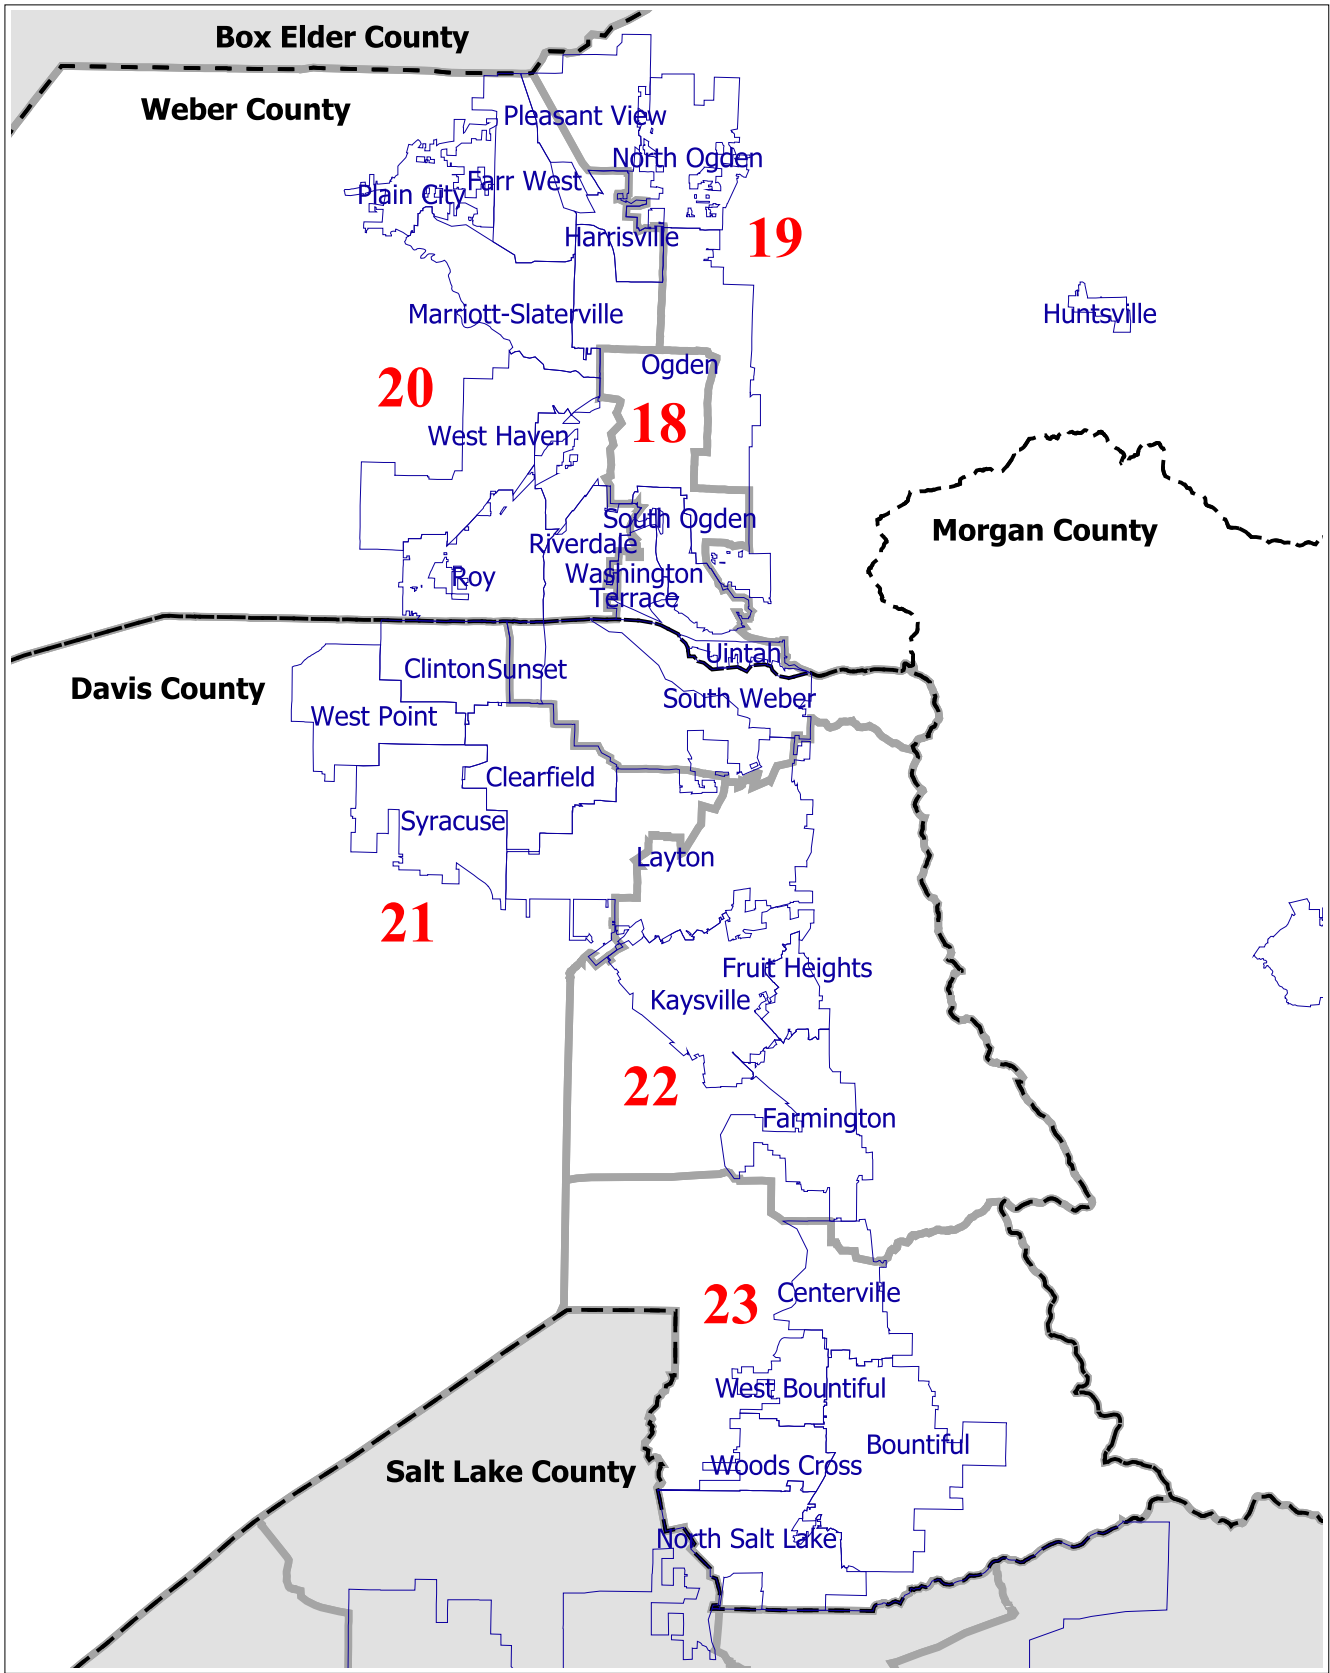 Box Elder County
Weber County
Pleasant View
North Ogden
Farr West
Plain City
Harrisville
19
Marriott-Slaterville
Huntsville
Ogden
20
18
West Haven
South Ogden
Morgan County
Riverdale
Roy
Washington
Terrace
Uintah
Clinton
Sunset
Davis County
South Weber
West Point
Clearfield
Syracuse
Layton
21
Fruit Heights
Kaysville
22
Farmington
Centerville
23
West Bountiful
Bountiful
Woods Cross
Salt Lake County
North Salt Lake